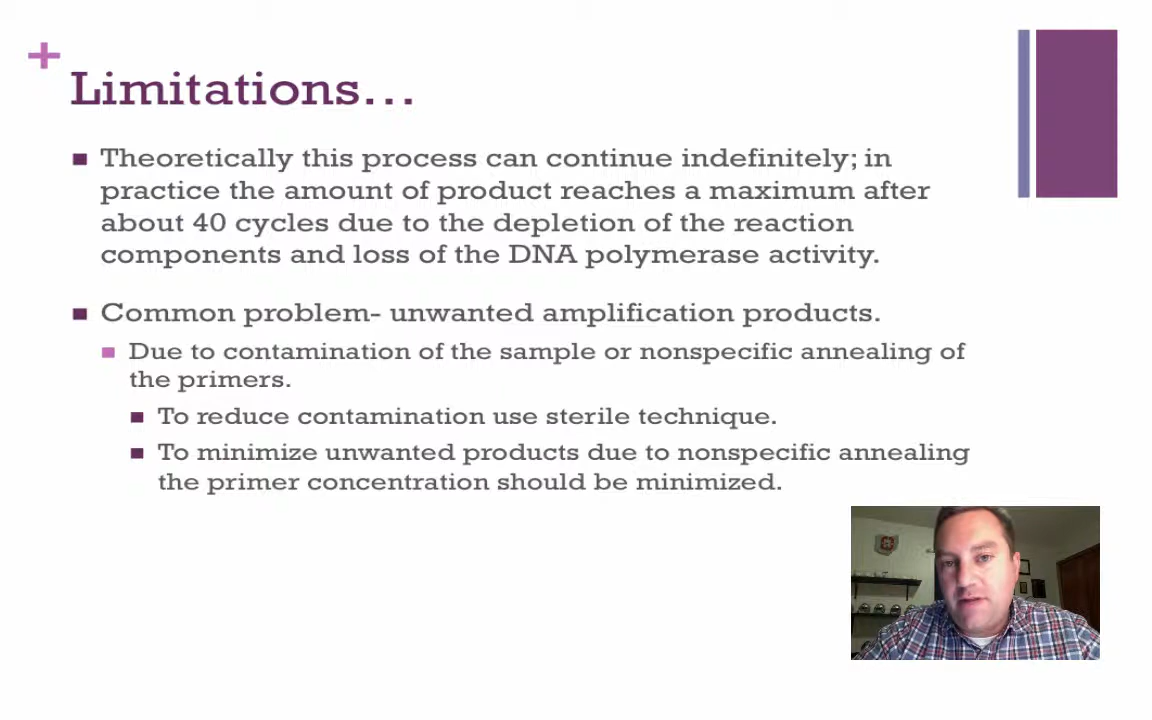 +
Limitations...
Theoretically this process can continue indefinitely; in
practice the amount of product reaches a maximum after
about 40 cycles due to the depletion of the reaction
components and loss of the DNA polymerase activity.
Common problem- unwanted amplification products.
Due to contamination of the sample or nonspecific annealing of
the primers.
To reduce contamination use sterile technique.
To minimize unwanted products due to nonspecific annealing
the primer concentration should be minimized.